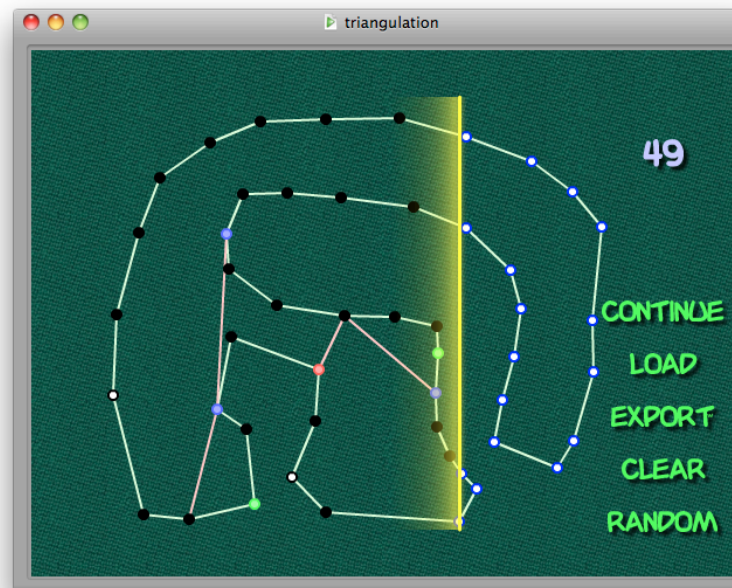 triangulation
49
CONTINUE
LOAD
EXPORT
CLEAR
RANDOM